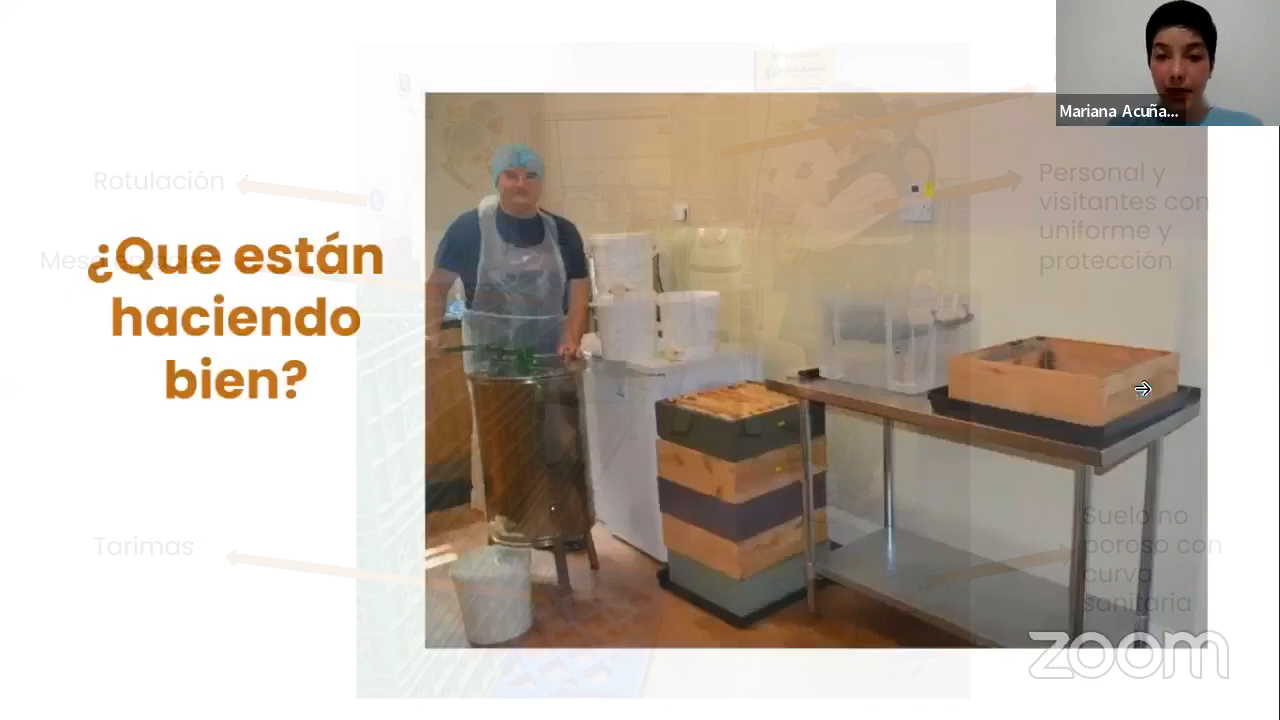 Mariana Acuña...
Rotulación
Personal y
visitantes con
uniforme y
protección
¿Que están
haciendo
bien?
Tarimas
Suelo no
poroso con
curva
sanitaria
zoom